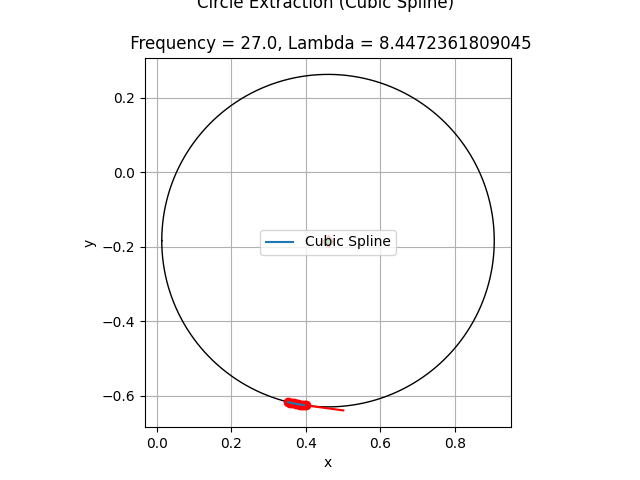 Circle Extraction (Cubic Spline)
Frequency = 27.0, Lambda = 8.4472361809045
0.2
0.0
−0.2
−0.4
−0.6
y
Cubic Spline
0.0 0.2 0.4 0.6 0.8
x